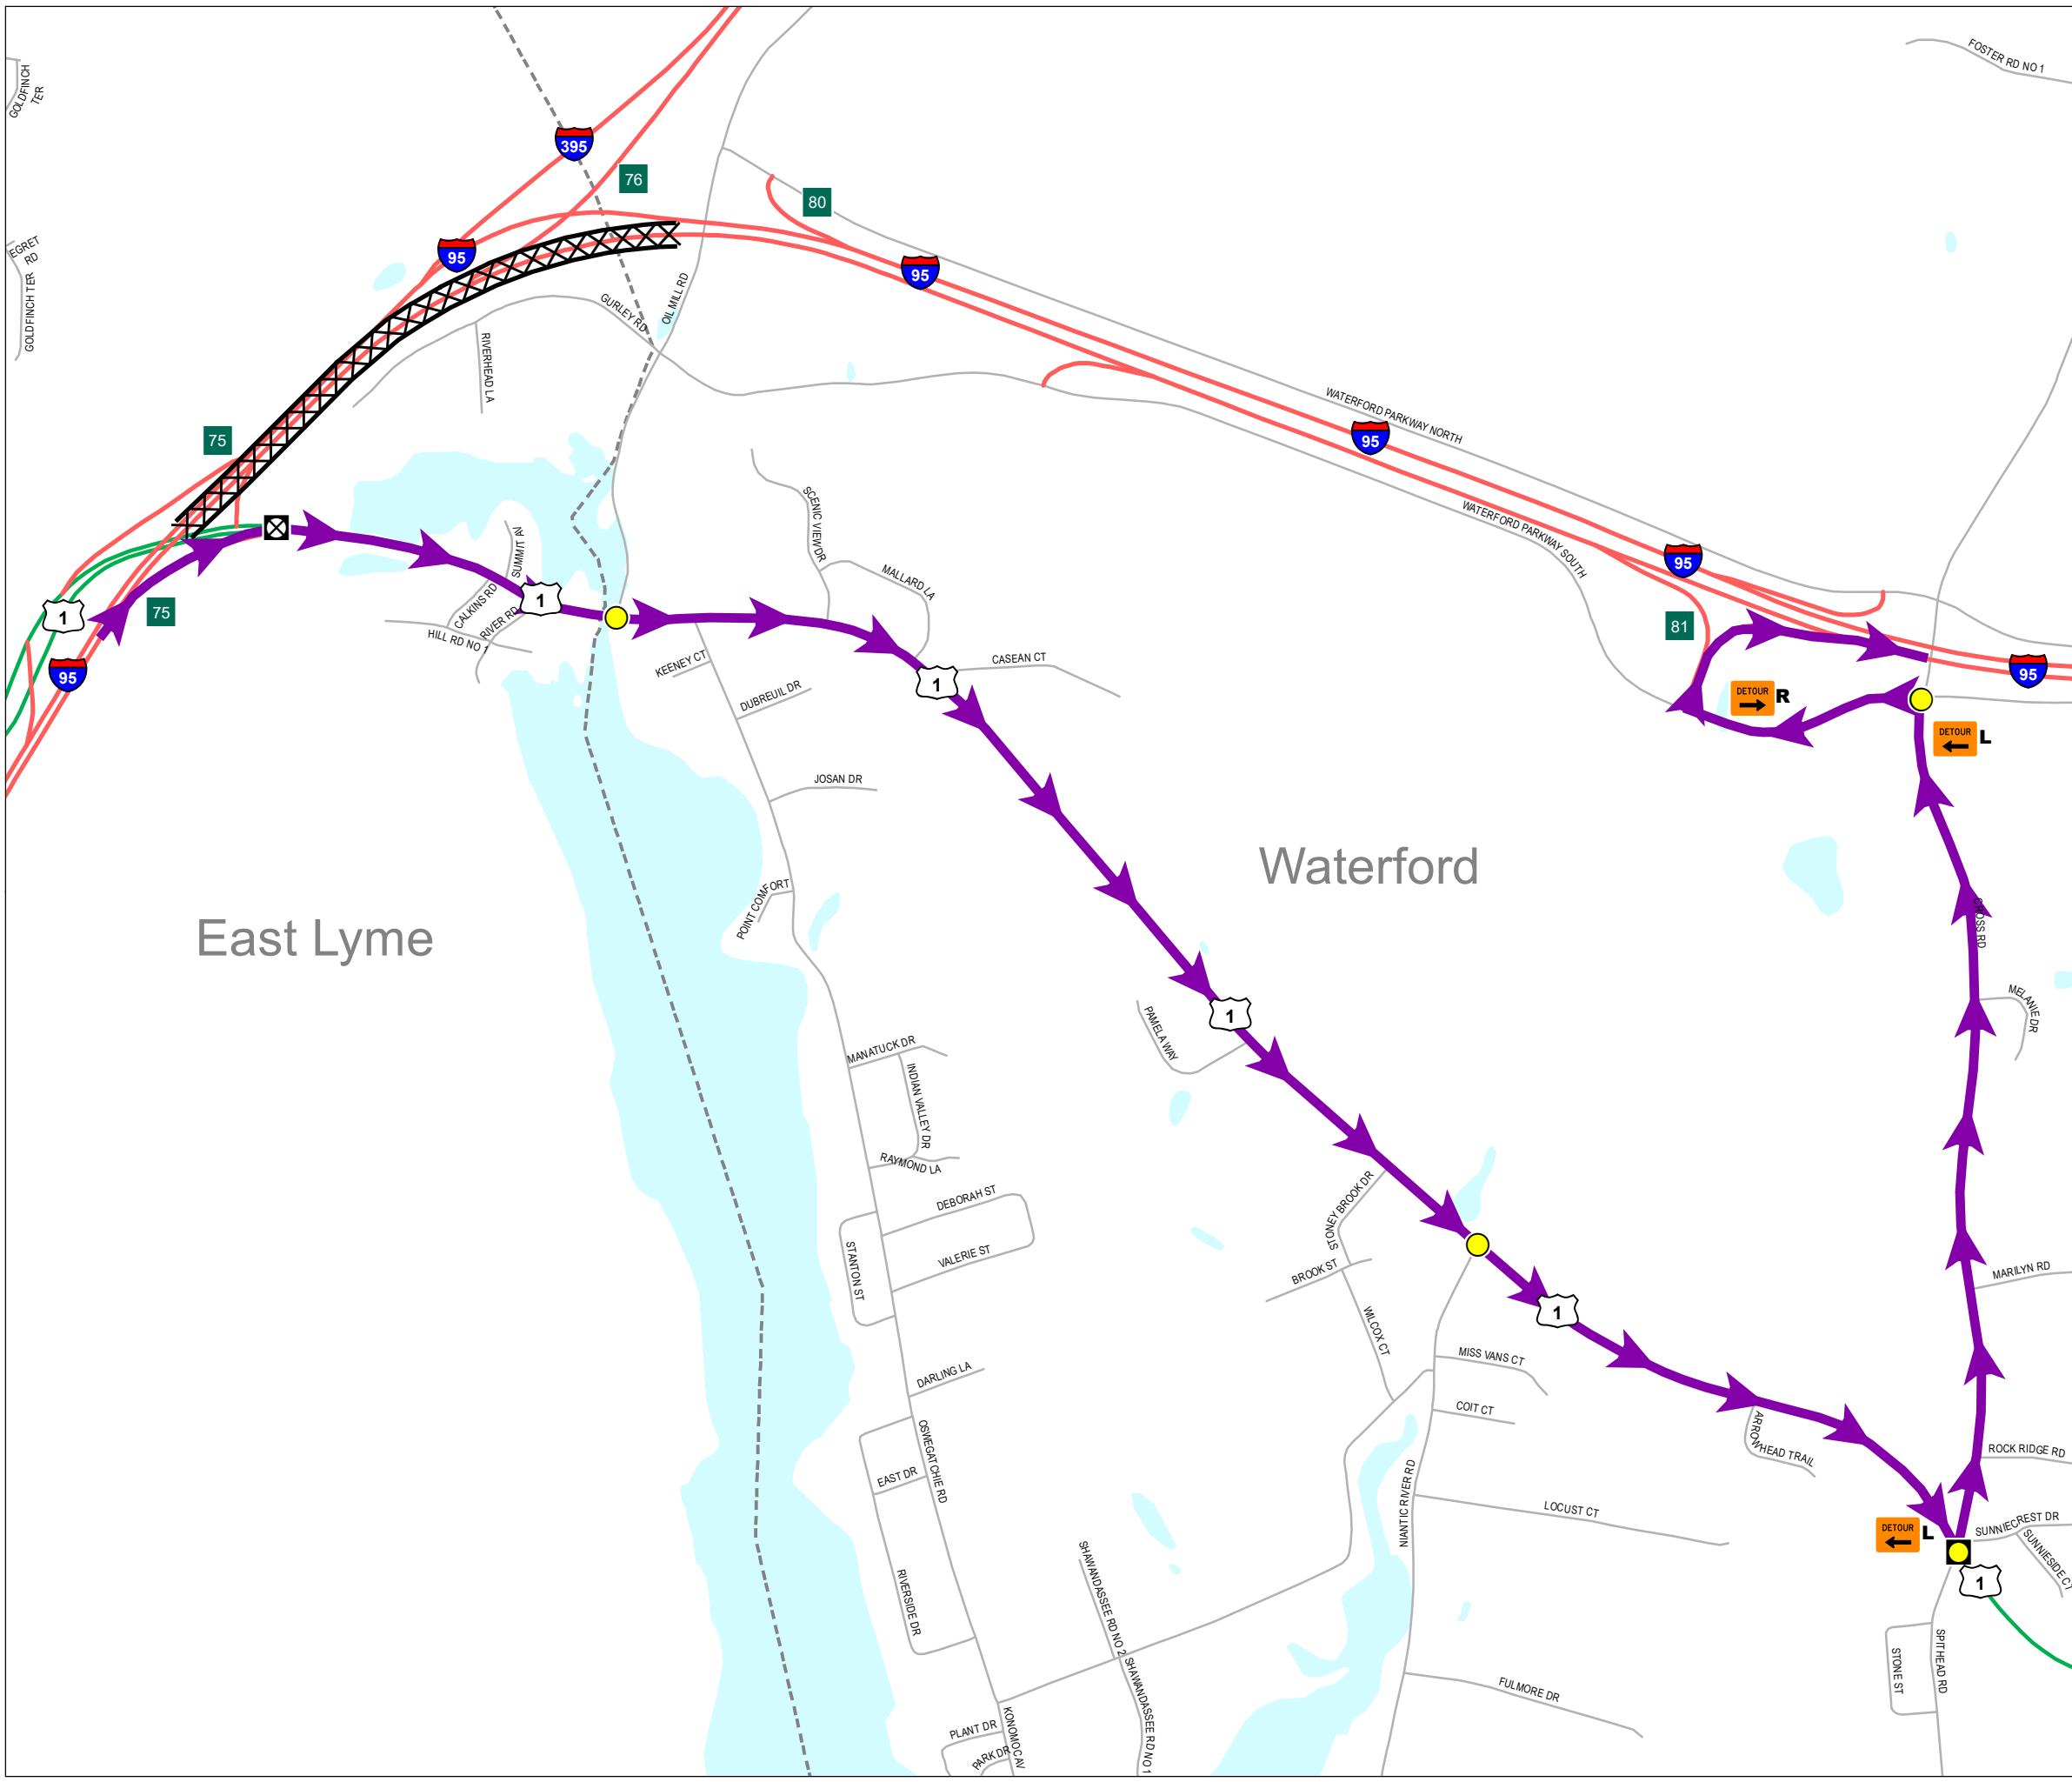 FOSTER RD NO 1
GOLDFINCH
TER
395
76
80
EGRET
RD
95
95
GOLDFINCH TER
GURLEY RD
OIL MILL RD
RIVERHEAD LA
WATERFORD PARKWAY NORTH
95
75
SCENIC VIEW DR
WATERFORD PARKWAY SOUTH
SUMMIT AV
95
MALLARD LA
1
75
CALKINS RD
1
RIVER RD
HILL RD NO 1
81
KEENEY CT
CASEAN CT
95
95
1
DUBREUIL DR
DETOUR
R
DETOUR
L
JOSAN DR
Waterford
POINT COMFORT
CROSS RD
East Lyme
MELANIE DR
PAMELA WAY
1
MANATUCK DR
INDIAN VALLEY DR
RAYMOND LA
DEBORAH ST
STONEY BROOK DR
STANTON ST
VALERIE ST
BROOK ST
MARILYN RD
1
WILCOX CT
MISS VANS CT
DARLING LA
COIT CT
ARROWHEAD TRAIL
OSWEGATCHIE RD
ROCK RIDGE RD
EAST DR
NIANTIC RIVER RD
LOCUST CT
SUNNIECREST DR
DETOUR
L
SUNNIESIDE CT
1
SHAWANDASSEE RD NO 2
RIVERSIDE DR
SPITHEAD RD
STONE ST
SHAWANDASSEE RD NO 1
FULMORE DR
PLANT DR
KONOMOC AV
PARK DR